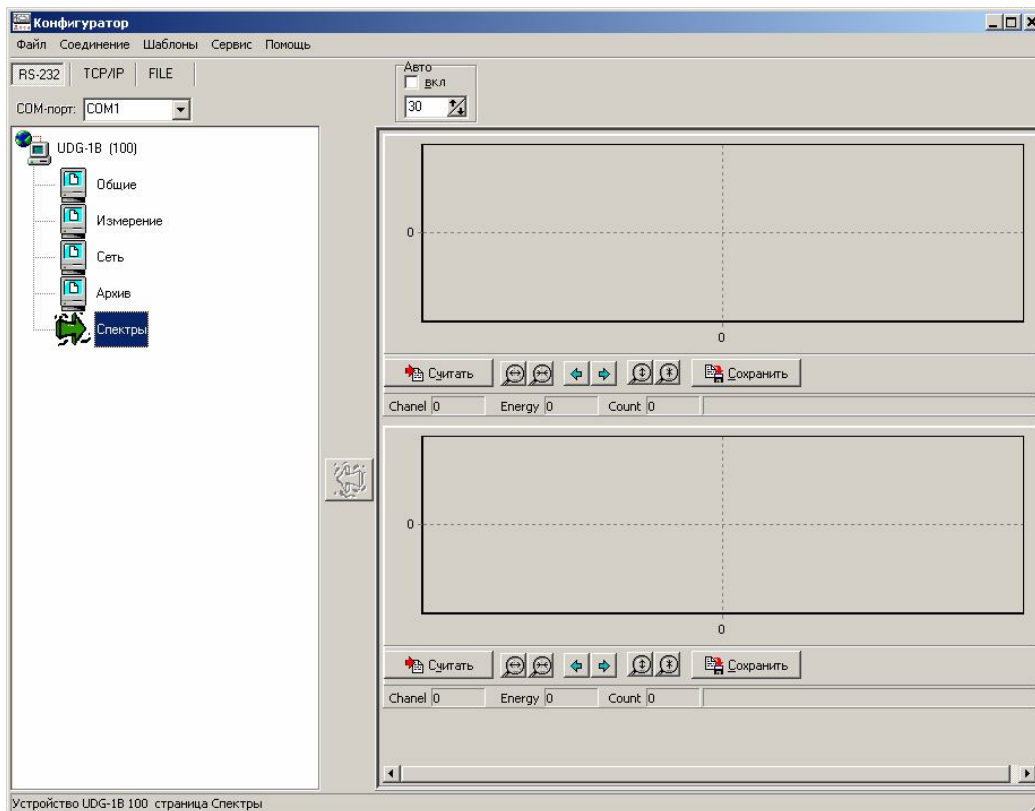 Конфигуратор
Файл Соединение Шаблоны Сервис Помощь
RS-232 TCP/IP FILE
Авто
вкл
COM-порт: COM1
30
UDG-1B (100)
Общие
Измерение
Сеть
Архив
Спектры
0
0
Считать Сохранить
Chanel 0 Energy 0 Count 0
0
0
Считать Сохранить
Chanel 0 Energy 0 Count 0
Устройство UDG-1B 100 страница Спектры